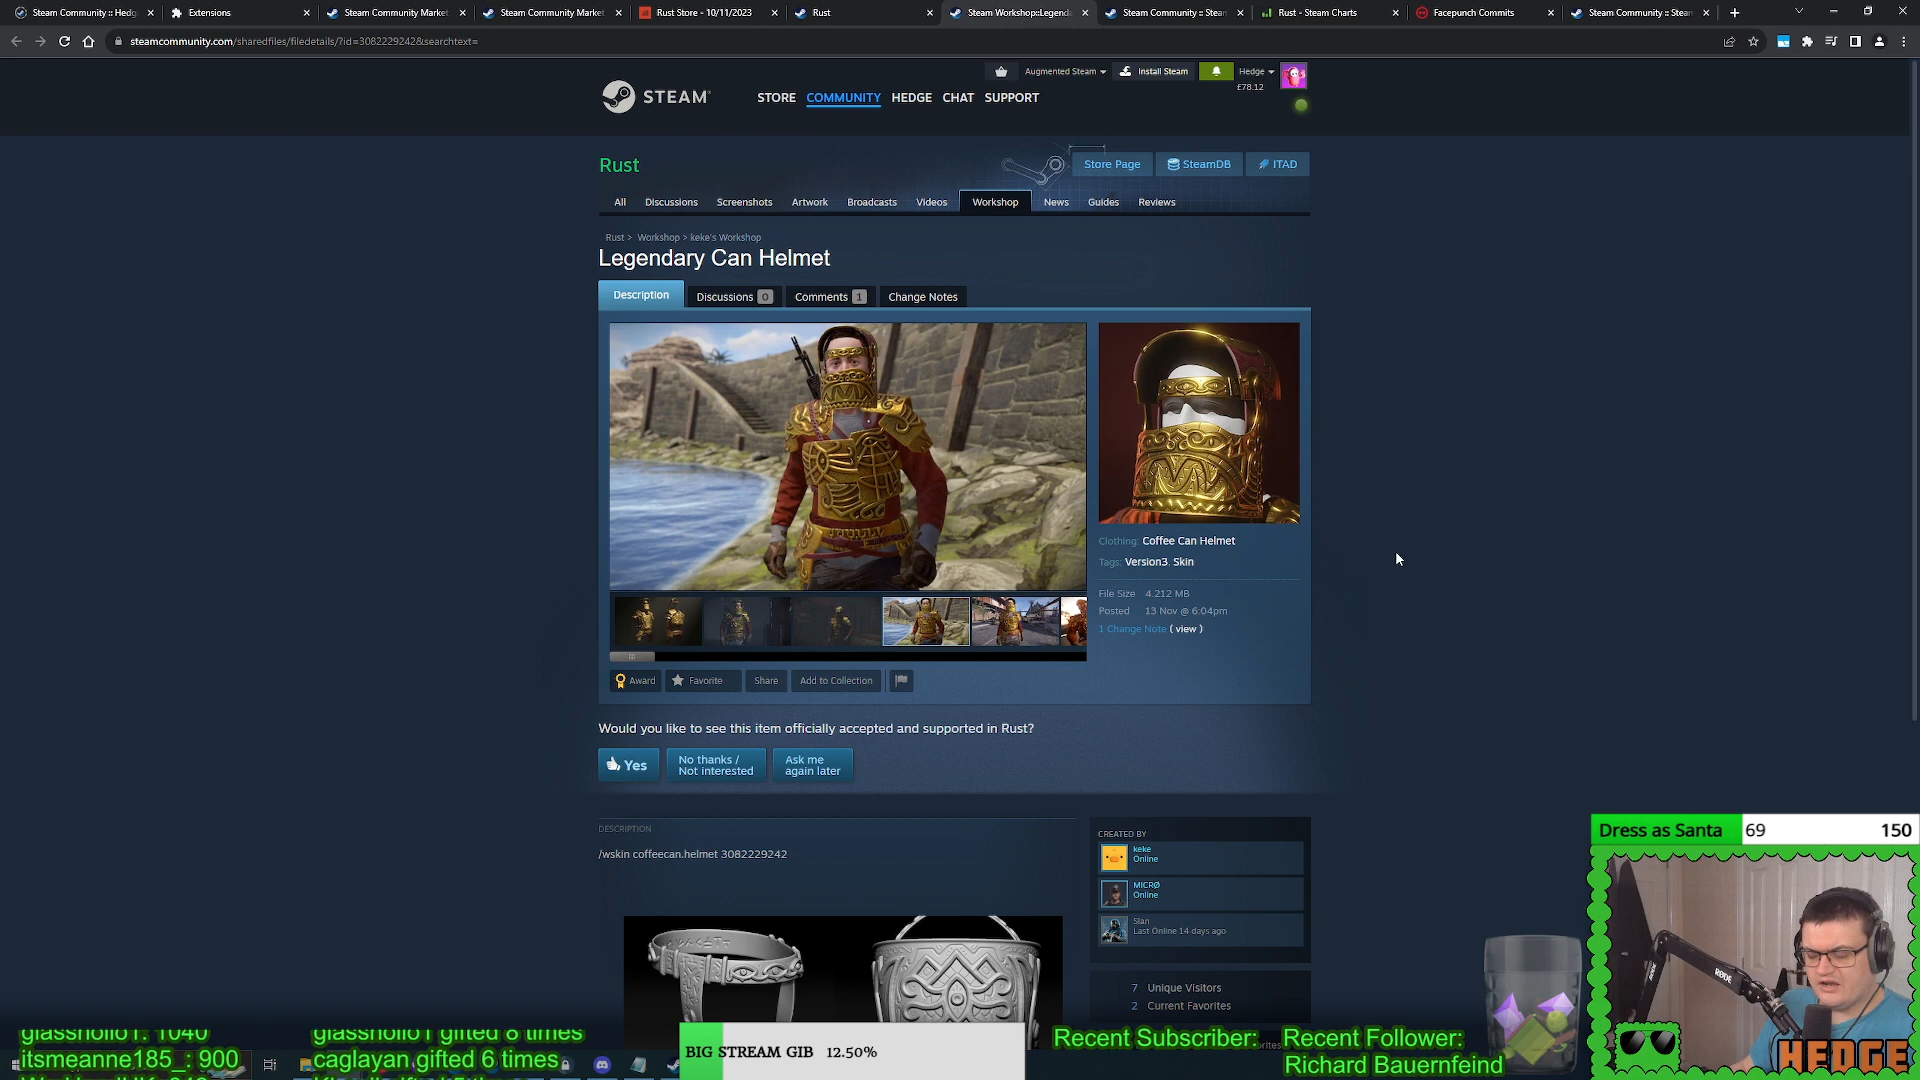 Steam Community :: Hedg
Extensions
Steam Community Market
Steam Community Market
Rust Store - 10/11/2023
Rust
Steam Workshop::Legenda
Steam Community :: Stean
Rust - Steam Charts
Facepunch Commits
Steam Community :: Stean
steamcommunity.com/sharedfiles/filedetails/?id=3082229242&searchtext=
Augmented Steam
Install Steam
Hedge
£78.12
STEAM
STORE
COMMUNITY
HEDGE
CHAT
SUPPORT
Rust
Store Page
SteamDB
ITAD
All
Discussions
Screenshots
Artwork
Broadcasts
Videos
Workshop
News
Guides
Reviews
Rust > Workshop > keke's Workshop
Legendary Can Helmet
Description
Discussions 0
Comments 1
Change Notes
Clothing: Coffee Can Helmet
Tags: Version3, Skin
File Size 4.212 MB
Posted 13 Nov @ 6:04pm
1 Change Note ( view )
Award
Favorite
Share
Add to Collection
Would you like to see this item officially accepted and supported in Rust?
Yes
No thanks /
Not interested
Ask me
again later
DESCRIPTION
/wskin coffeecan.helmet 3082229242
CREATED BY
keke
Online
MICRØ
Online
Slan
Last Online 14 days ago
7 Unique Visitors
2 Current Favorites
Dress as Santa 69 150
RØDE
HEDGE
1040
itsmeanne185_: 900
gifted 8 times
caglayan gifted 6 times
BIG STREAM GIB 12.50%
Recent Subscriber:
Recent Follower:
Richard Bauernfeind